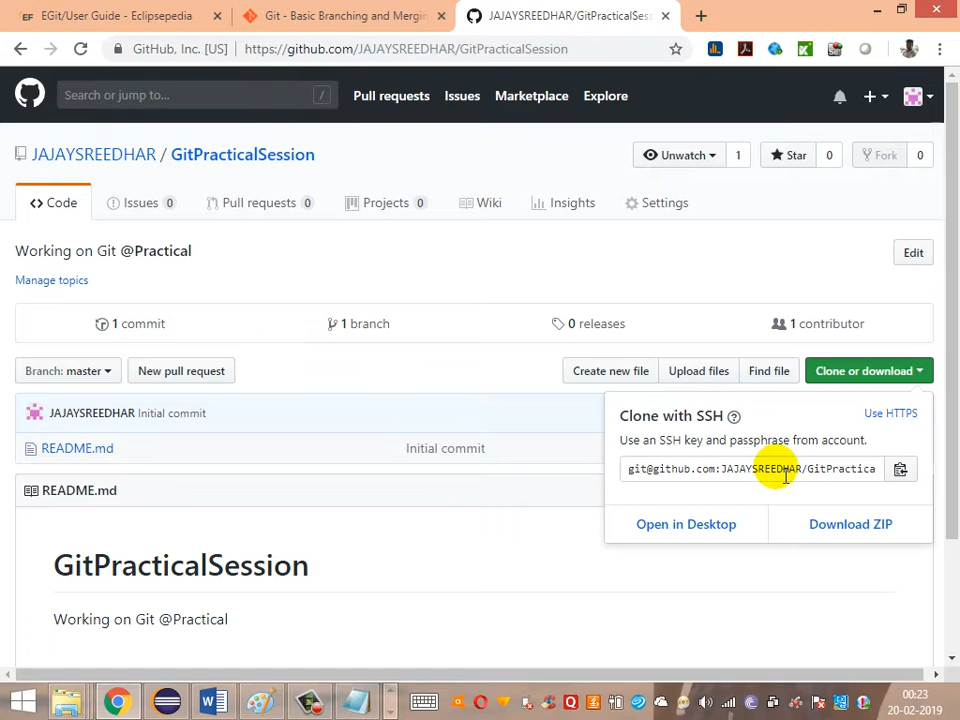 EGit/User Guide - Eclipsepedia
Git - Basic Branching and Mergin
JAJAYSREEDHAR/GitPracticalSess
GitHub, Inc. [US] https://github.com/JAJAYSREEDHAR/GitPracticalSession
Search or jump to... /
Pull requests Issues Marketplace Explore
JAJAYSREEDHAR / GitPracticalSession
Unwatch 1 Star 0 Fork 0
Code Issues 0 Pull requests 0 Projects 0 Wiki Insights Settings
Working on Git @Practical
Edit
Manage topics
1 commit 1 branch 0 releases 1 contributor
Branch: master New pull request Create new file Upload files Find file Clone or download
JAJAYSREEDHAR Initial commit
Clone with SSH ? Use HTTPS
Use an SSH key and passphrase from account.
README.md Initial commit
git@github.com:JAJAYSREEDHAR/GitPractica
README.md
Open in Desktop Download ZIP
GitPracticalSession
Working on Git @Practical
00:23
20-02-2019